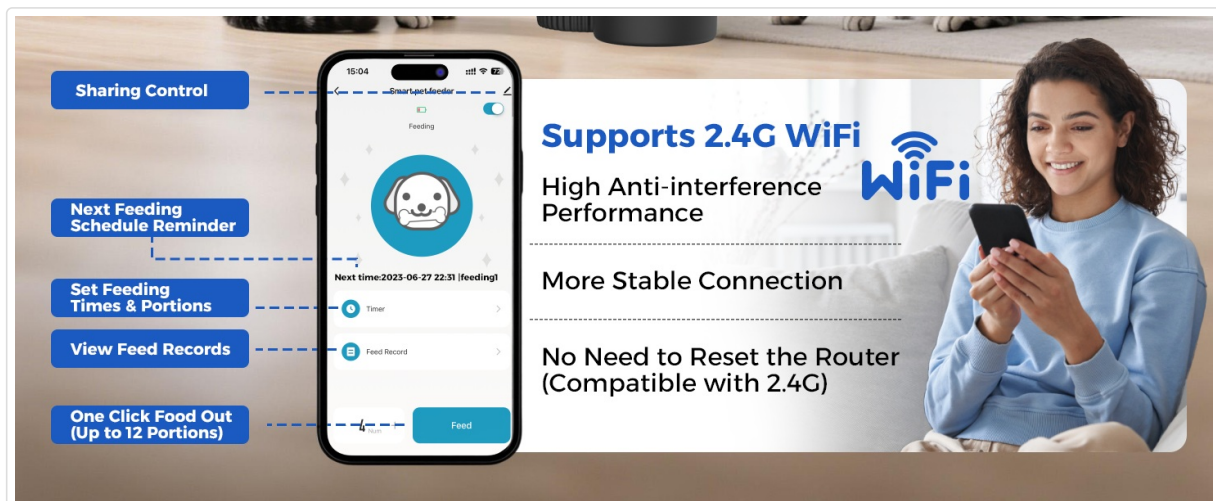 Sharing Control
Next Feeding
Schedule Reminder
Set Feeding
Times & Portions
View Feed Records
One Click Food Out
(Up to 12 Portions)
15:04
72
Smart pet feeder
Feeding
Next time:2023-06-27 22:31 |feeding1
Timer
Feed Record
4
Num
Feed
Supports 2.4G WiFi
WiFi
High Anti-interference
Performance
More Stable Connection
No Need to Reset the Router
(Compatible with 2.4G)